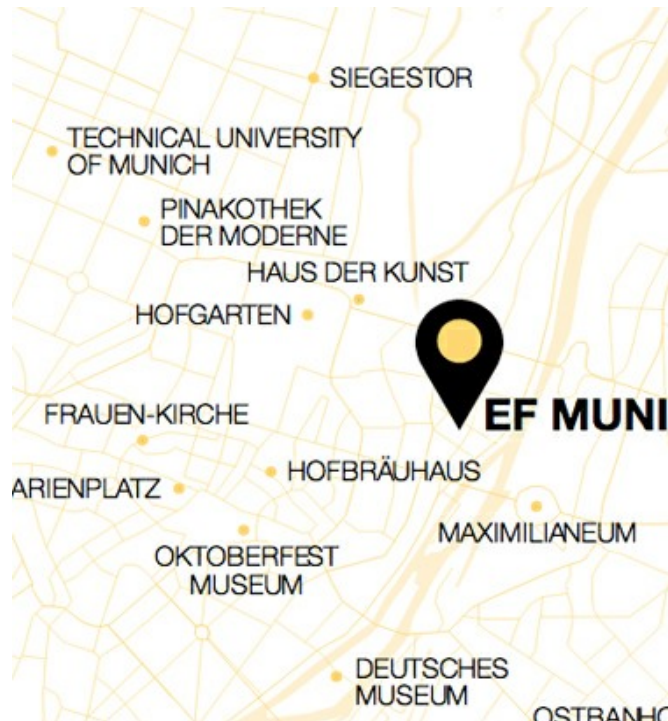 SIEGESTOR
TECHNICAL UNIVERSITY
OF MUNICH
PINAKOTHEK
DER MODERNE
HAUS DER KUNST
HOFGARTEN
EF MUNI
FRAUEN-KIRCHE
HOFBRÄUHAUS
ARIENPLATZ
MAXIMILIANEUM
OKTOBERFEST
MUSEUM
DEUTSCHES
MUSEUM
OSTBANHO